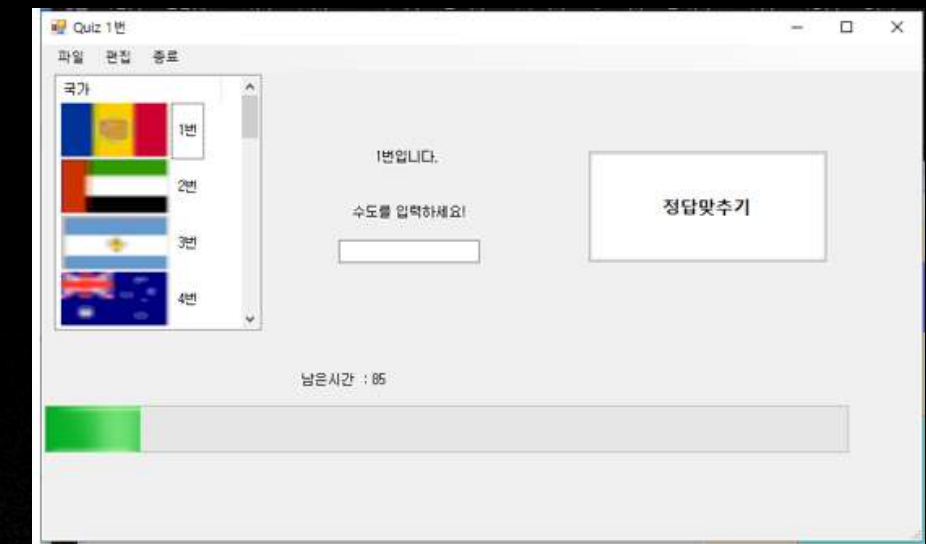 Quiz 1번
파일 편집 종료
국가
1번
2번
3번
4번
1번입니다.
수도를 입력하세요!
정답맞추기
남은시간 : 85